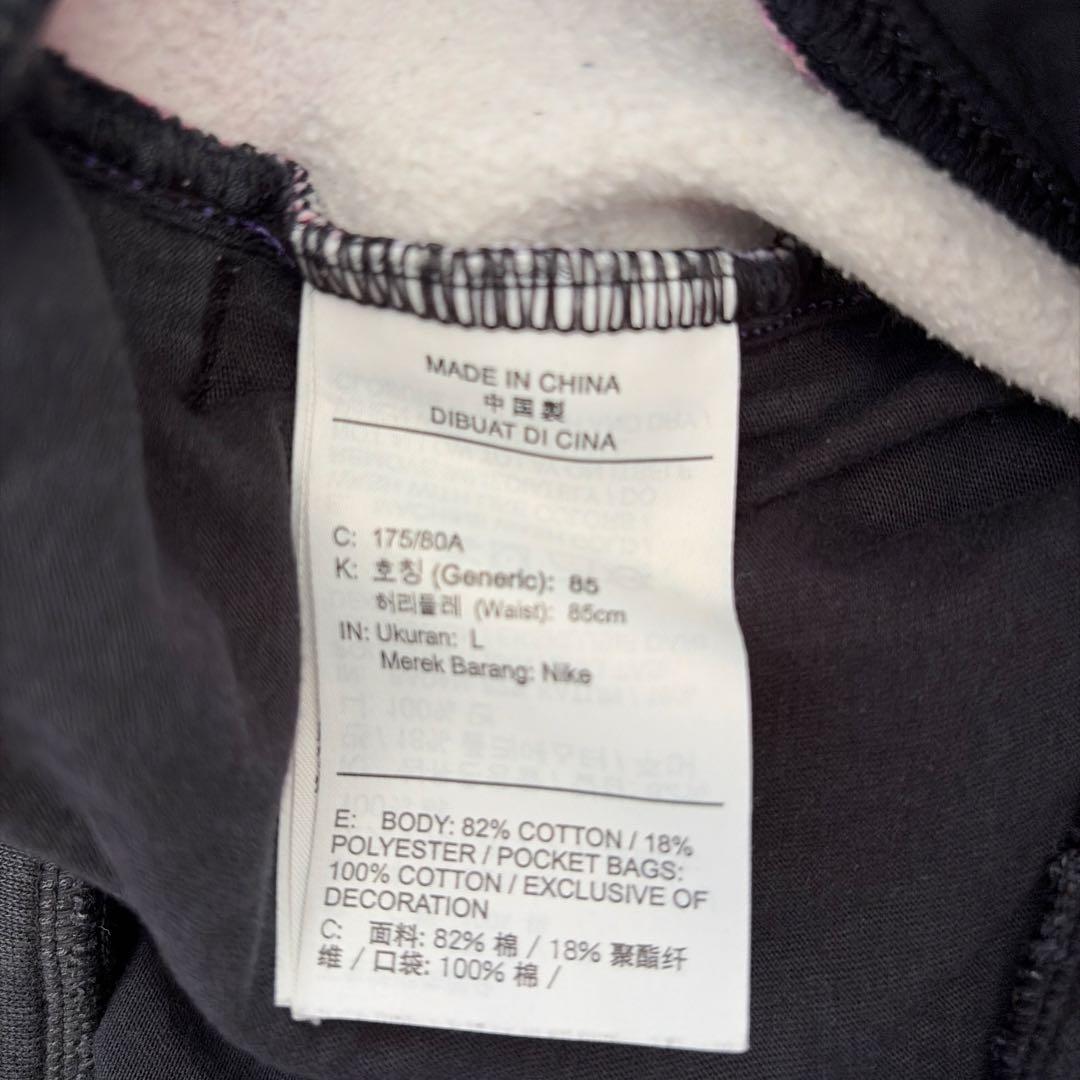 MADE IN CHINA
中国製
DIBUAT DI CINA
C: 175/80A
K: 호칭 (Generic): 85
허리둘레 (Waist): 85cm
IN: Ukuran: L
Merek Barang: Nike
E: BODY: 82% COTTON / 18%
POLYESTER / POCKET BAGS:
100% COTTON / EXCLUSIVE OF
DECORATION
C: 面料: 82% 棉 / 18% 聚酯纤
维 / 口袋: 100% 棉 /